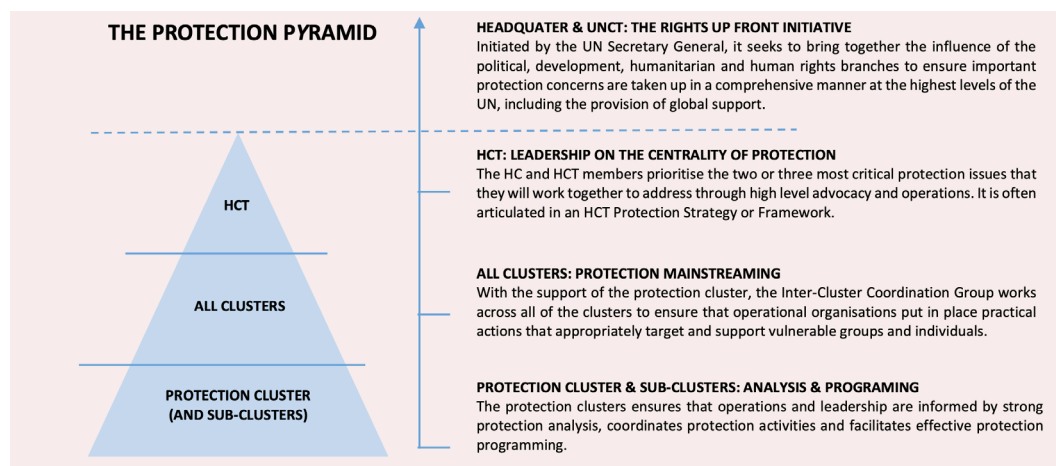 THE PROTECTION PYRAMID
HCT
ALL CLUSTERS
PROTECTION CLUSTER
(AND SUB-CLUSTERS)
HEADQUATER & UNCT: THE RIGHTS UP FRONT INITIATIVE
Initiated by the UN Secretary General, it seeks to bring together the influence of the
political, development, humanitarian and human rights branches to ensure important
protection concerns are taken up in a comprehensive manner at the highest levels of the
UN, including the provision of global support.
HCT: LEADERSHIP ON THE CENTRALITY OF PROTECTION
The HC and HCT members prioritise the two or three most critical protection issues that
they will work together to address through high level advocacy and operations. It is often
articulated in an HCT Protection Strategy or Framework.
ALL CLUSTERS: PROTECTION MAINSTREAMING
With the support of the protection cluster, the Inter-Cluster Coordination Group works
across all of the clusters to ensure that operational organisations put in place practical
actions that appropriately target and support vulnerable groups and individuals.
PROTECTION CLUSTER & SUB-CLUSTERS: ANALYSIS & PROGRAMING
The protection clusters ensures that operations and leadership are informed by strong
protection analysis, coordinates protection activities and facilitates effective protection
programming.